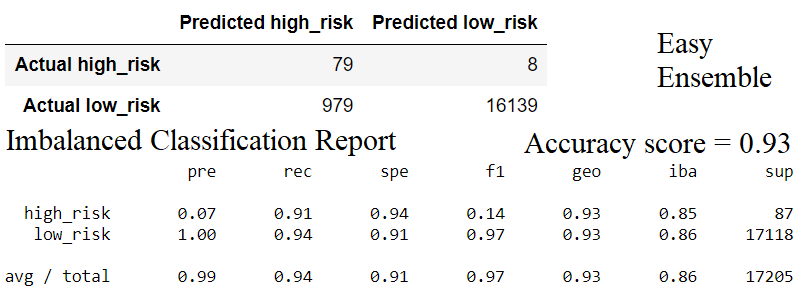 Predicted high_risk Predicted low_risk
Actual high_risk 79 8
Actual low_risk 979 16139
Easy
Ensemble
Imbalanced Classification Report
Accuracy score = 0.93
pre rec spe f1 geo iba sup
high_risk 0.07 0.91 0.94 0.14 0.93 0.85 87
low_risk 1.00 0.94 0.91 0.97 0.93 0.86 17118
avg / total 0.99 0.94 0.91 0.97 0.93 0.86 17205